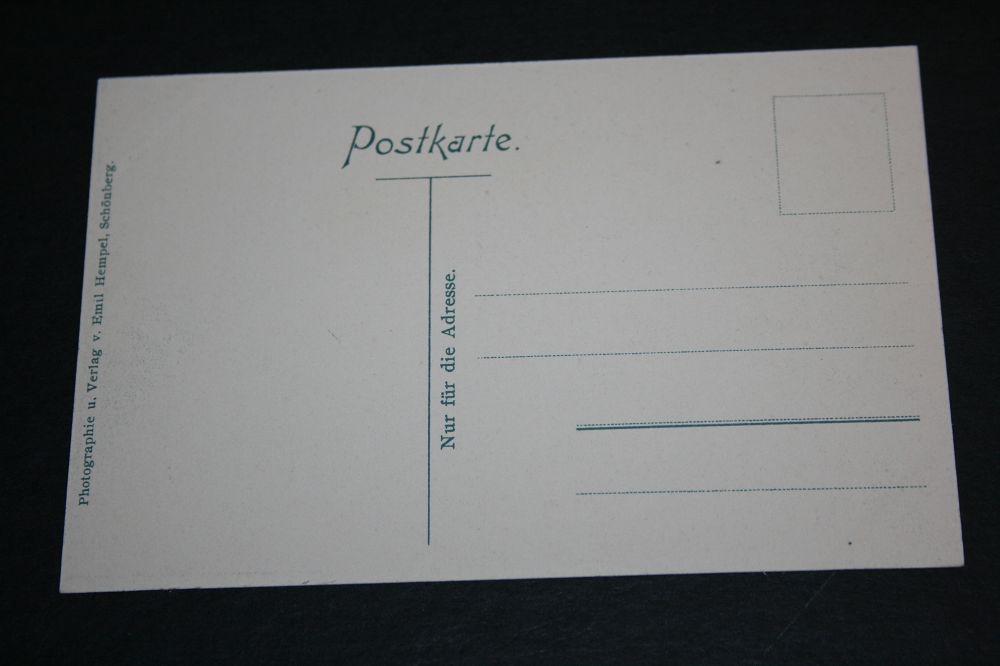 Postkarte.
Photographie u. Verlag v. Emil Hempel, Schönberg.
Nur für die Adresse.